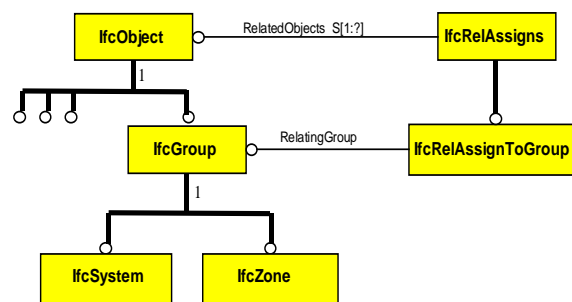 IfcObject
RelatedObjects S[1:?]
IfcRelAssigns
1
IfcGroup
RelatingGroup
IfcRelAssignToGroup
1
IfcSystem
IfcZone